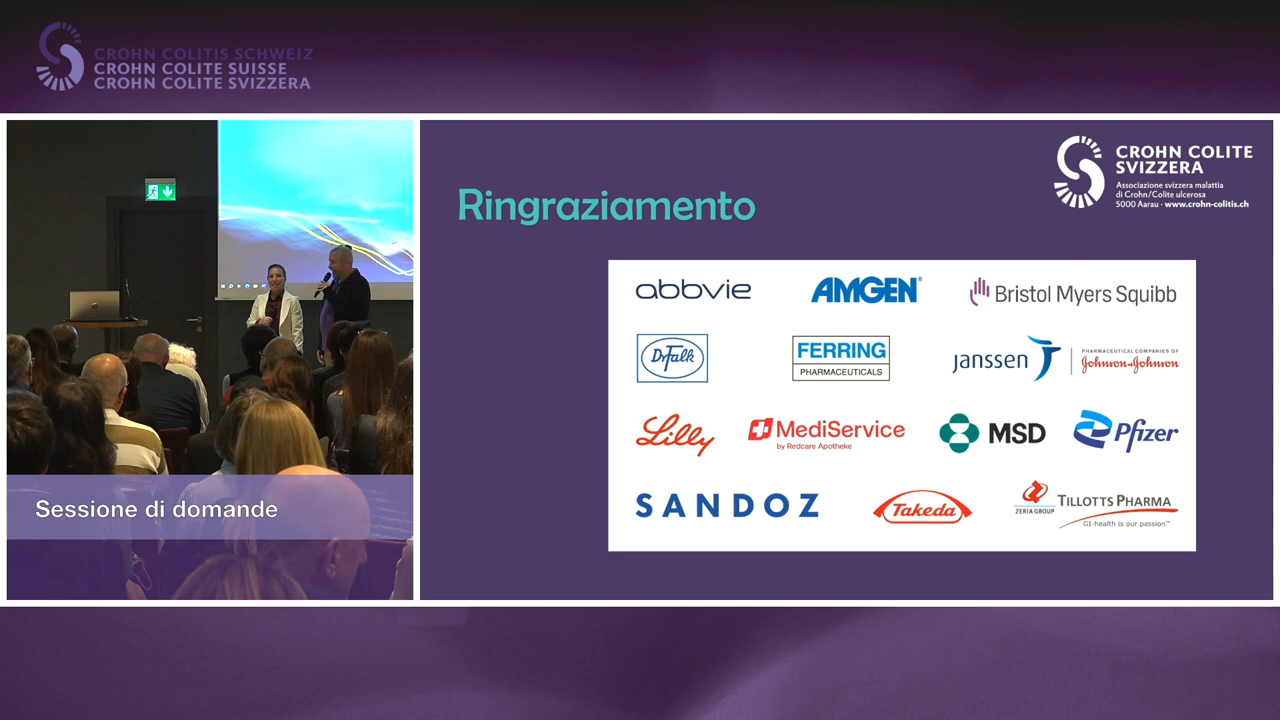 CROHN COLITIS SCHWEIZ
CROHN COLITE SUISSE
CROHN COLITE SVIZZERA
Sessione di domande
CROHN COLITE
SVIZZERA
Associazione svizzera malattia
di Crohn/Colite ulcerosa
5000 Aarau · www.crohn-colitis.ch
Ringraziamento
abbvie
AMGEN®
Bristol Myers Squibb
Dr Falk
FERRING
PHARMACEUTICALS
janssen
PHARMACEUTICAL COMPANIES OF
Johnson & Johnson
Lilly
MediService
by Redcare Apotheke
MSD
Pfizer
SANDOZ
Takeda
ZERIA GROUP
TILLOTTS PHARMA
GI-health is our passion™